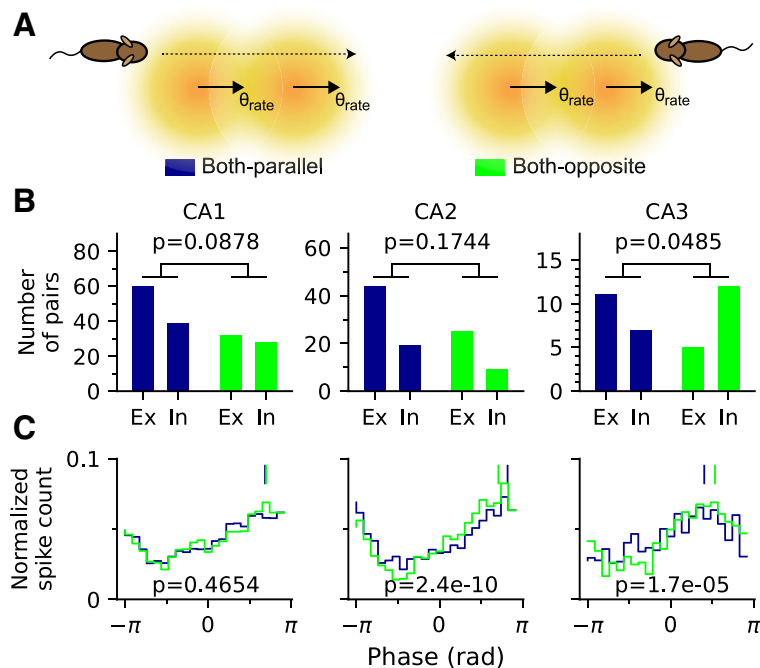 A
θrate θrate θrate θrate
Both-parallel Both-opposite
B
CA1 CA2 CA3
p=0.0878 p=0.1744 p=0.0485
Number of pairs
80 60 40 20 0
60 40 20 0
15 10 5 0
Ex In Ex In Ex In Ex In Ex In Ex In
C
Normalized spike count
0.1
0
p=0.4654 p=2.4e-10 p=1.7e-05
−π 0 π −π 0 π −π 0 π
Phase (rad)